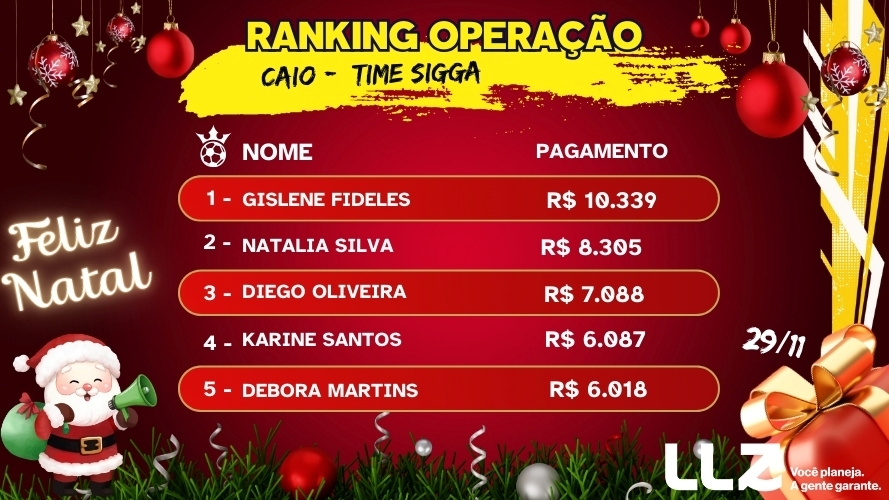 RANKING OPERAÇÃO
CAIO - TIME SIGGA
NOME PAGAMENTO
1 - GISLENE FIDELES R$ 10.339
2 - NATALIA SILVA R$ 8.305
3 - DIEGO OLIVEIRA R$ 7.088
4 - KARINE SANTOS R$ 6.087
5 - DEBORA MARTINS R$ 6.018
Feliz
Natal
29/11
LLZ
Você planeja.
A gente garante.